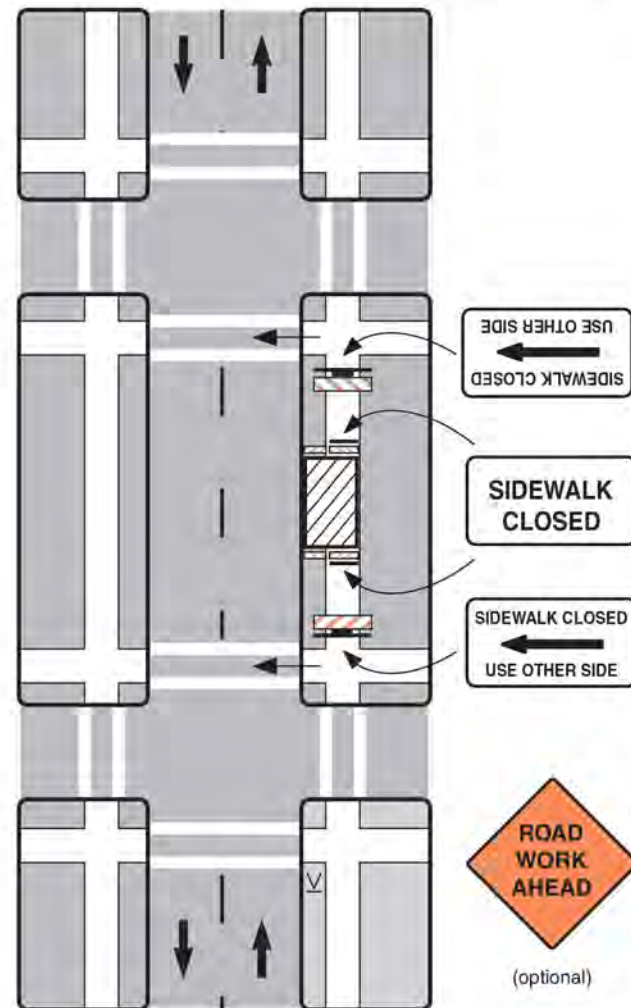 SIDEWALK CLOSED
USE OTHER SIDE
SIDEWALK
CLOSED
SIDEWALK CLOSED
USE OTHER SIDE
ROAD
WORK
AHEAD
(optional)